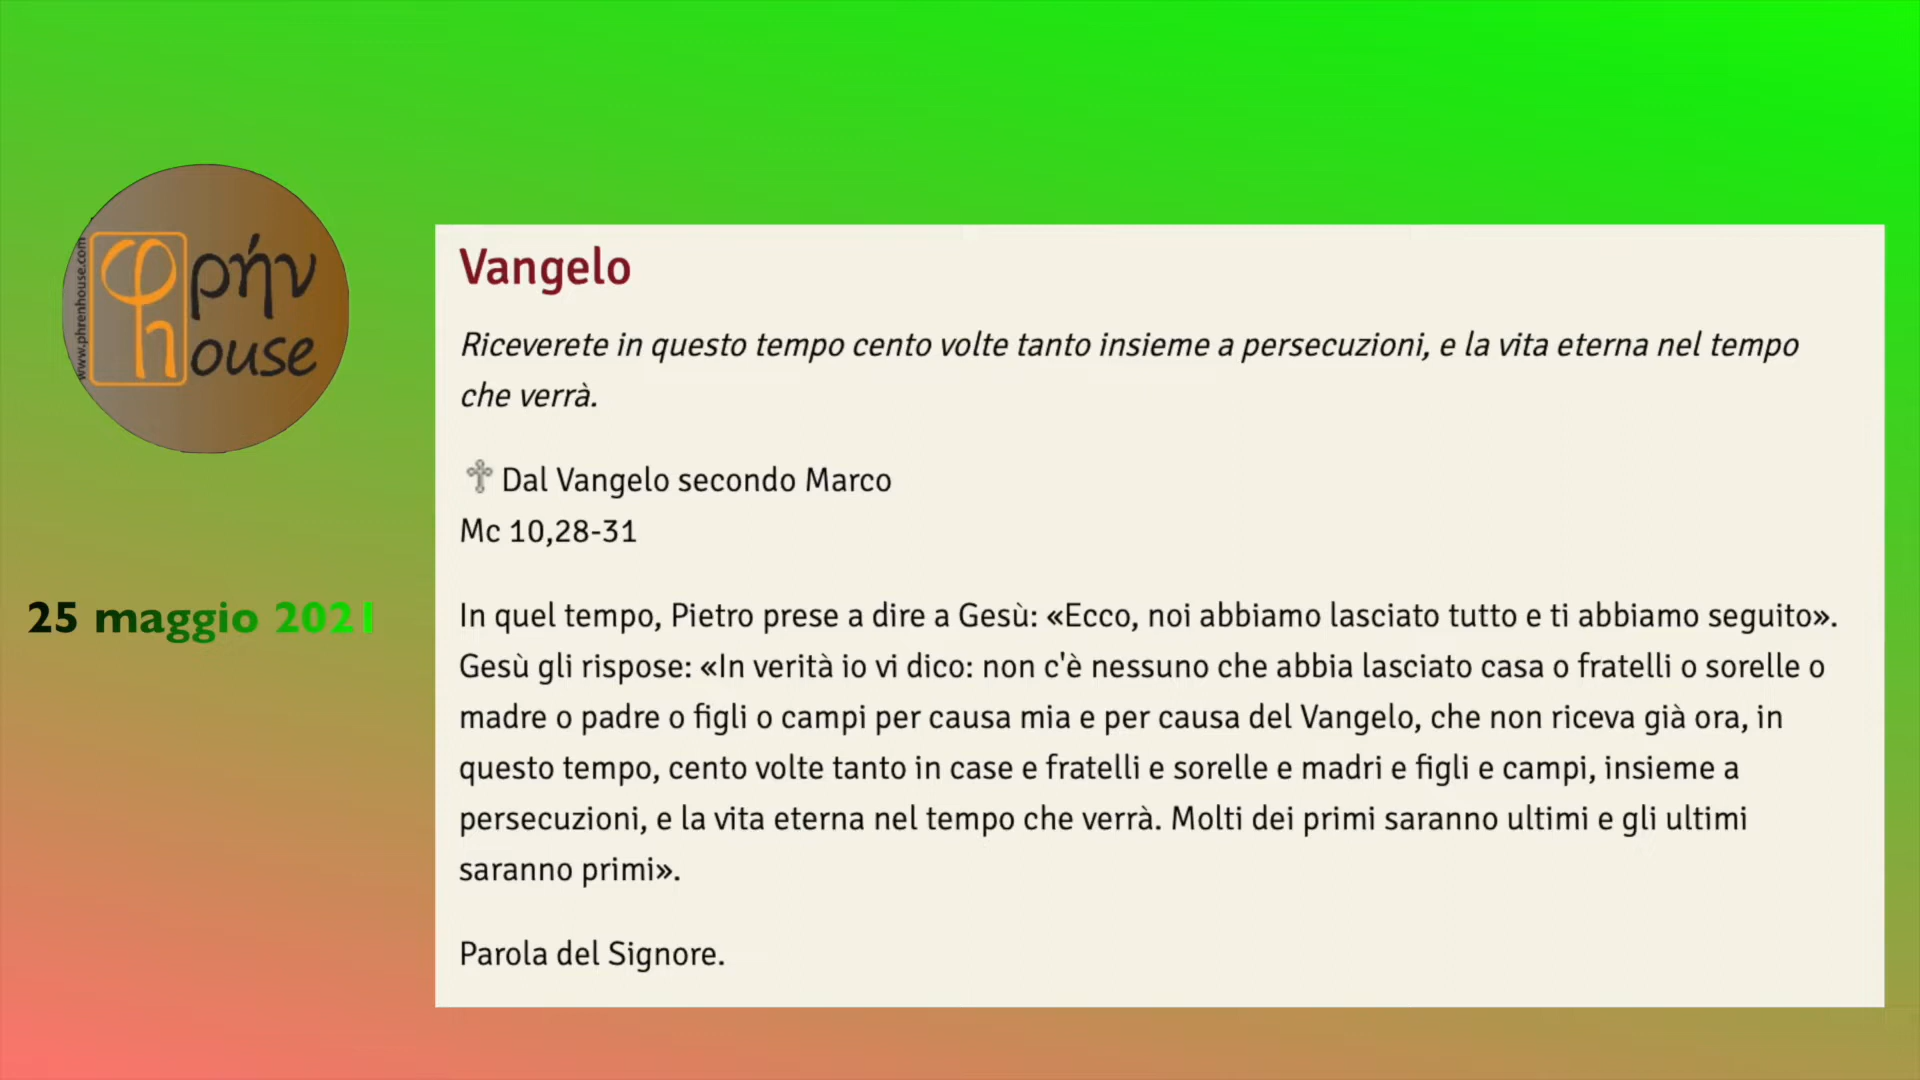 www.phrenhouse.com
φρήν
house
25 maggio 2021
Vangelo
Riceverete in questo tempo cento volte tanto insieme a persecuzioni, e la vita eterna nel tempo
che verrà.
Dal Vangelo secondo Marco
Mc 10,28-31
In quel tempo, Pietro prese a dire a Gesù: «Ecco, noi abbiamo lasciato tutto e ti abbiamo seguito».
Gesù gli rispose: «In verità io vi dico: non c'è nessuno che abbia lasciato casa o fratelli o sorelle o
madre o padre o figli o campi per causa mia e per causa del Vangelo, che non riceva già ora, in
questo tempo, cento volte tanto in case e fratelli e sorelle e madri e figli e campi, insieme a
persecuzioni, e la vita eterna nel tempo che verrà. Molti dei primi saranno ultimi e gli ultimi
saranno primi».
Parola del Signore.